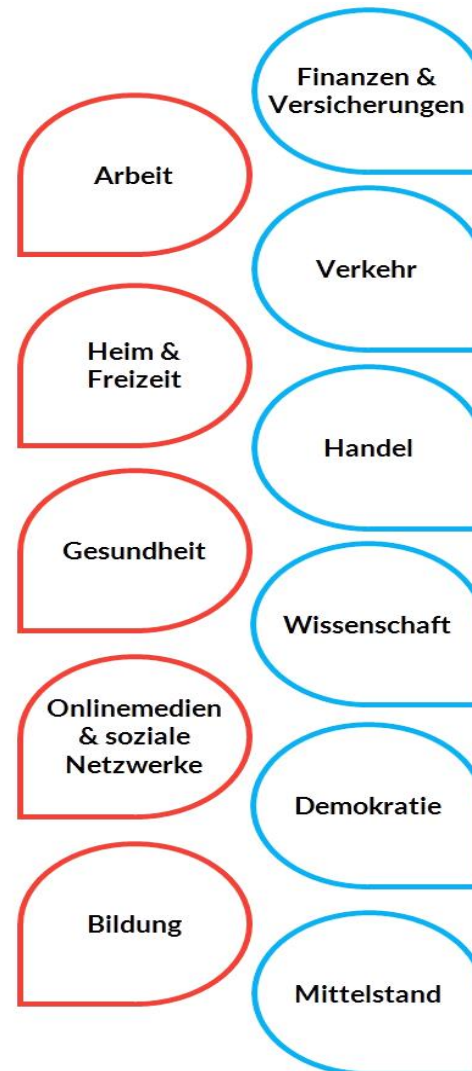 Finanzen &
Versicherungen
Arbeit
Verkehr
Heim &
Freizeit
Handel
Gesundheit
Wissenschaft
Onlinemedien
& soziale
Netzwerke
Demokratie
Bildung
Mittelstand